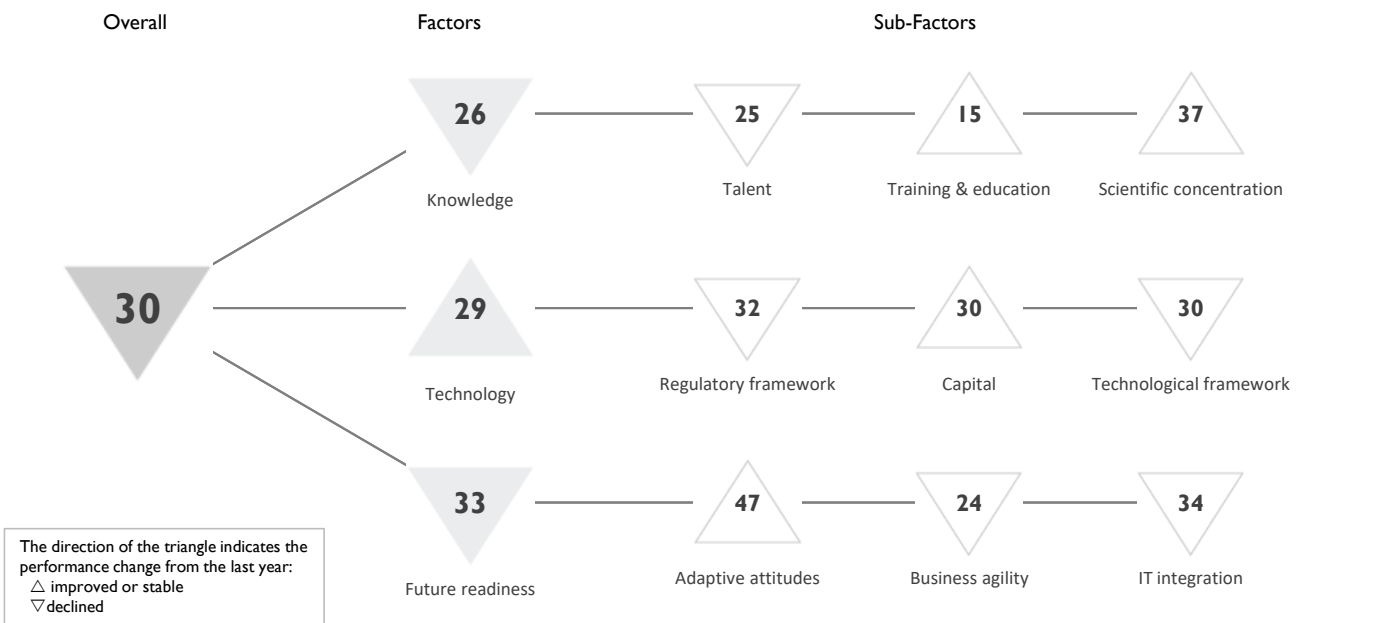 Overall
Factors
Sub-Factors
26
25
15
37
Knowledge
Talent
Training & education
Scientific concentration
30
29
32
30
30
Technology
Regulatory framework
Capital
Technological framework
33
47
24
34
Future readiness
Adaptive attitudes
Business agility
IT integration
The direction of the triangle indicates the
performance change from the last year:
△ improved or stable
▽ declined